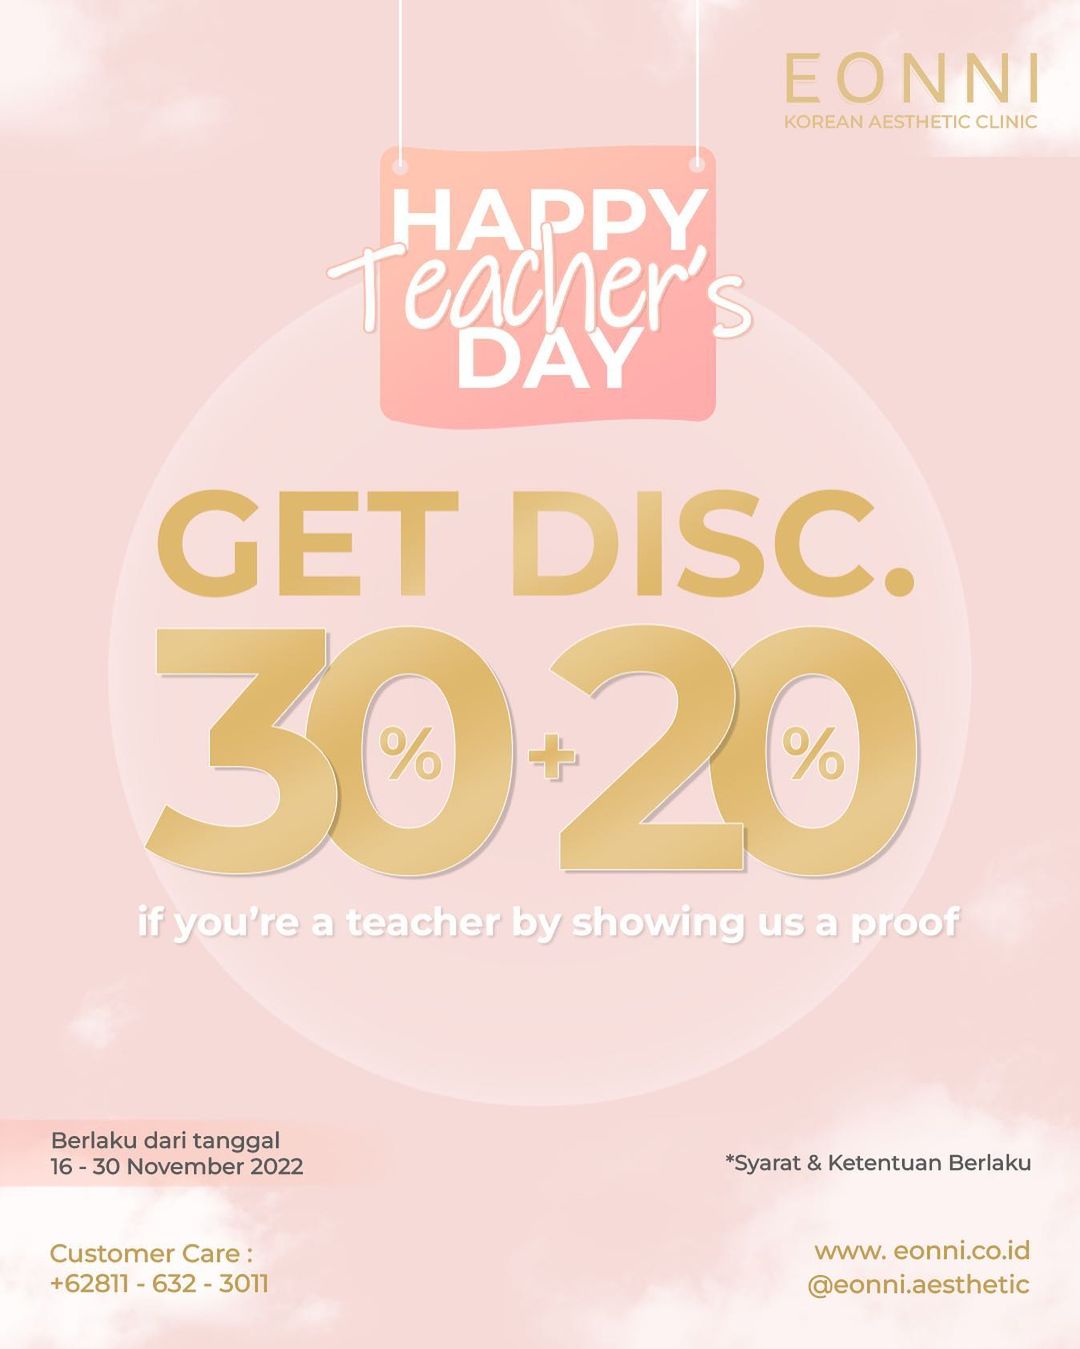 EONNI
KOREAN AESTHETIC CLINIC
HAPPY
Teacher's
DAY
GET DISC.
30% + 20%
if you're a teacher by showing us a proof
Berlaku dari tanggal
16 - 30 November 2022
*Syarat & Ketentuan Berlaku
Customer Care :
+62811 - 632 - 3011
www. eonni.co.id
@eonni.aesthetic